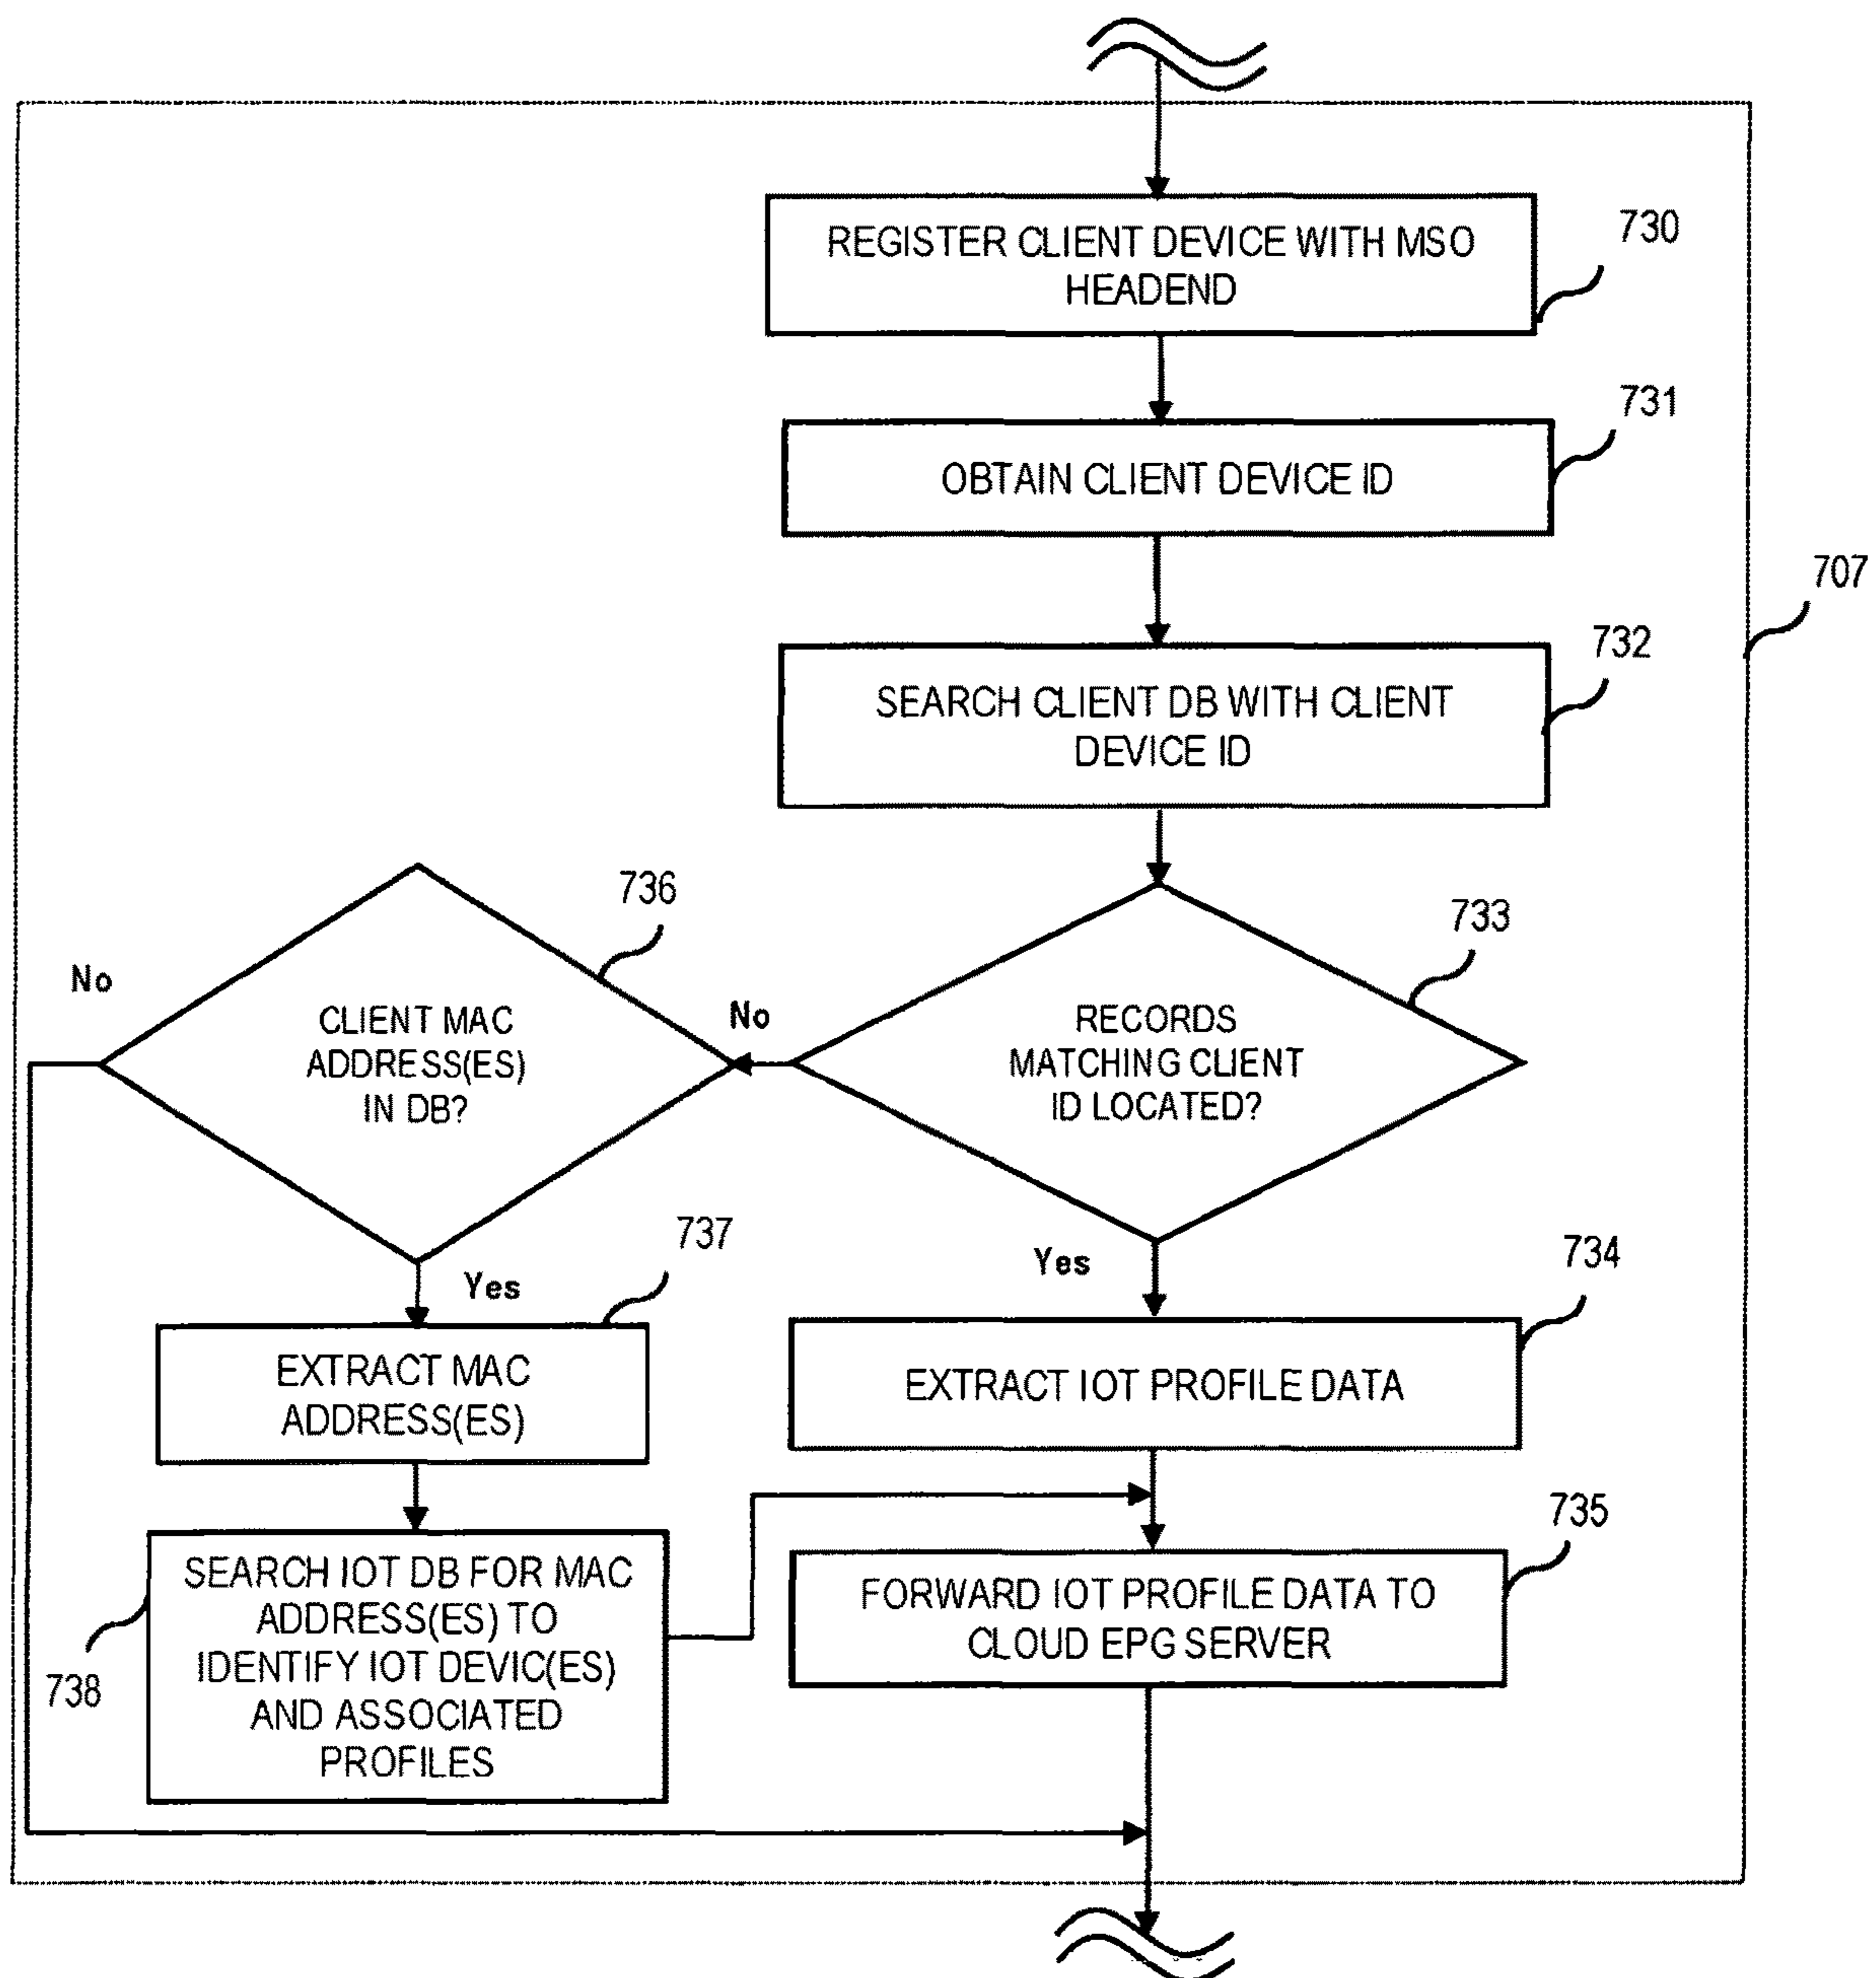 REGISTER CLIENT DEVICE WITH MSO
HEADEND
730
OBTAIN CLIENT DEVICE ID
731
707
SEARCH CLIENT DB WITH CLIENT
DEVICE ID
732
RECORDS
MATCHING CLIENT
ID LOCATED?
733
No
CLIENT MAC
ADDRESS(ES)
IN DB?
736
No
Yes
EXTRACT MAC
ADDRESS(ES)
737
Yes
EXTRACT IOT PROFILE DATA
734
SEARCH IOT DB FOR MAC
ADDRESS(ES) TO
IDENTIFY IOT DEVIC(ES)
AND ASSOCIATED
PROFILES
738
FORWARD IOT PROFILE DATA TO
CLOUD EPG SERVER
735